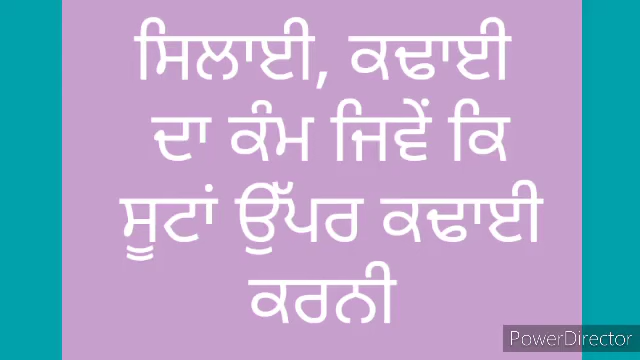 ਸਿਲਾਈ, ਕਢਾਈ
ਦਾ ਕੰਮ ਜਿਵੇਂ ਕਿ
ਸੂਟਾਂ ਉੱਪਰ ਕਢਾਈ
ਕਰਨੀ
PowerDirector